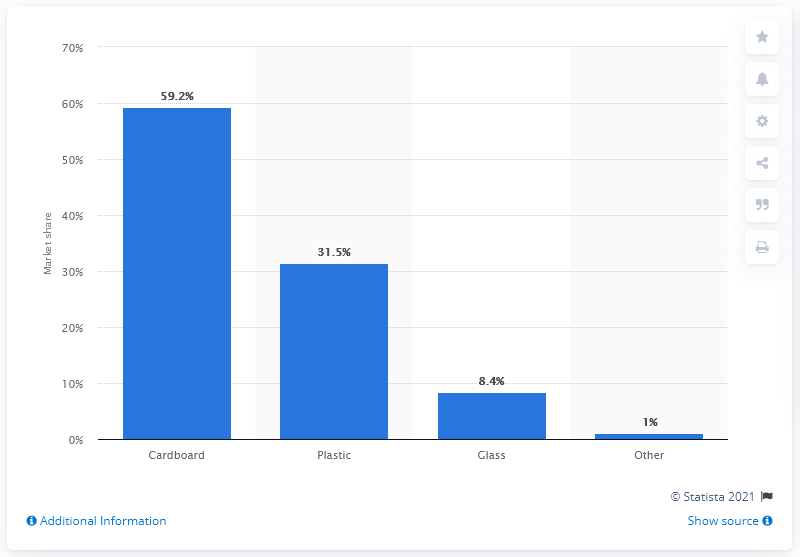 70%
60%
50%
40%
30%
20%
10%
0%
Market share
59.2%
31.5%
8.4%
1%
Cardboard
Plastic
Glass
Other
© Statista 2021
Additional Information
Show source